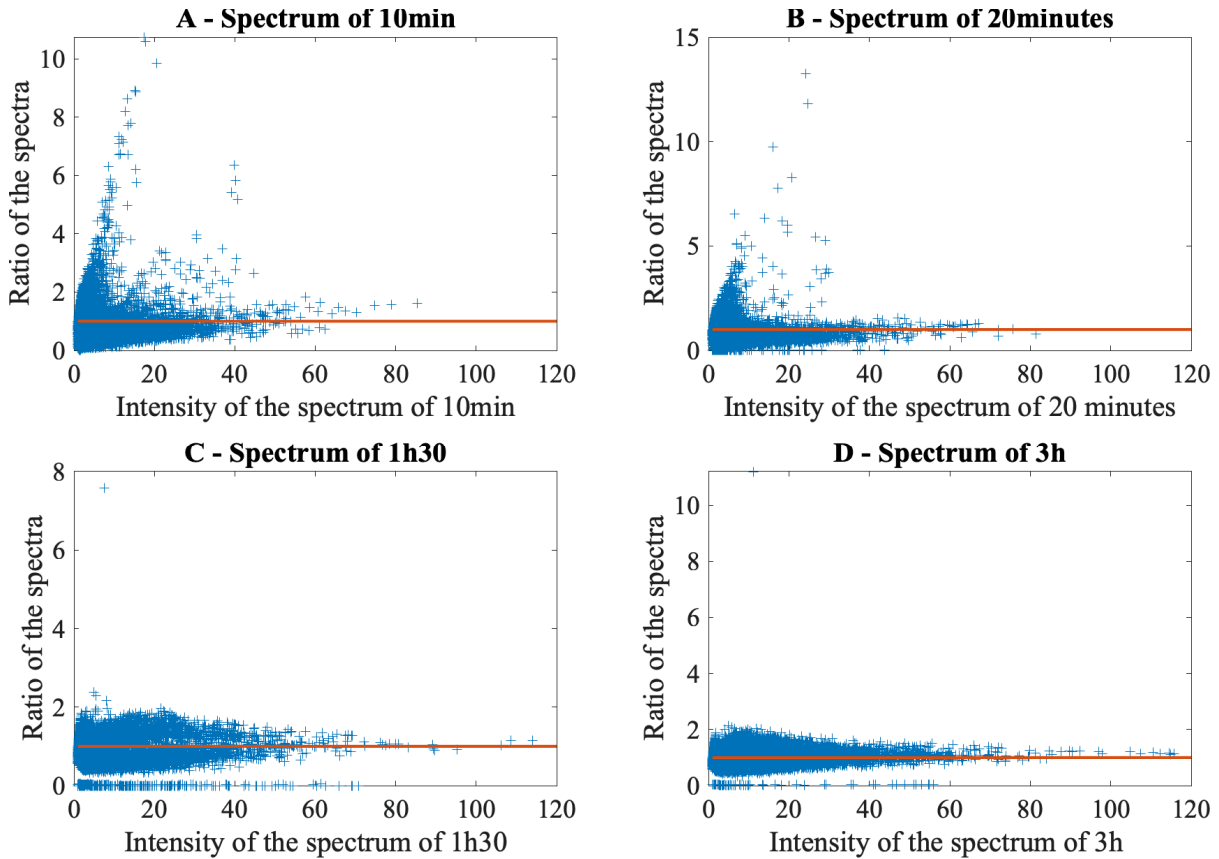 A - Spectrum of 10min
Ratio of the spectra
10
8
6
4
2
0
0 20 40 60 80 100 120
Intensity of the spectrum of 10min
B - Spectrum of 20minutes
Ratio of the spectra
15
10
5
0
0 20 40 60 80 100 120
Intensity of the spectrum of 20 minutes
C - Spectrum of 1h30
Ratio of the spectra
8
6
4
2
0
0 20 40 60 80 100 120
Intensity of the spectrum of 1h30
D - Spectrum of 3h
Ratio of the spectra
10
8
6
4
2
0
0 20 40 60 80 100 120
Intensity of the spectrum of 3h